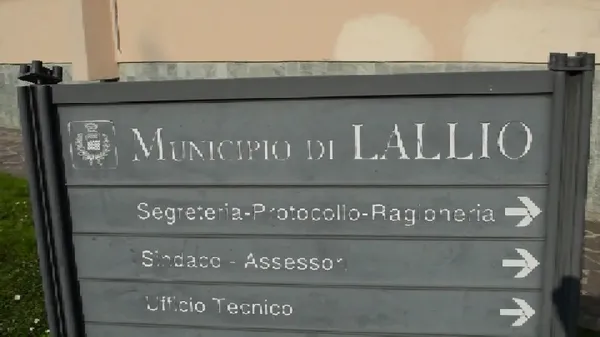 MUNICIPIO DI LALLIO
Segreteria-Protocollo-Ragioneria
Sindaco - Assessori
Ufficio Tecnico